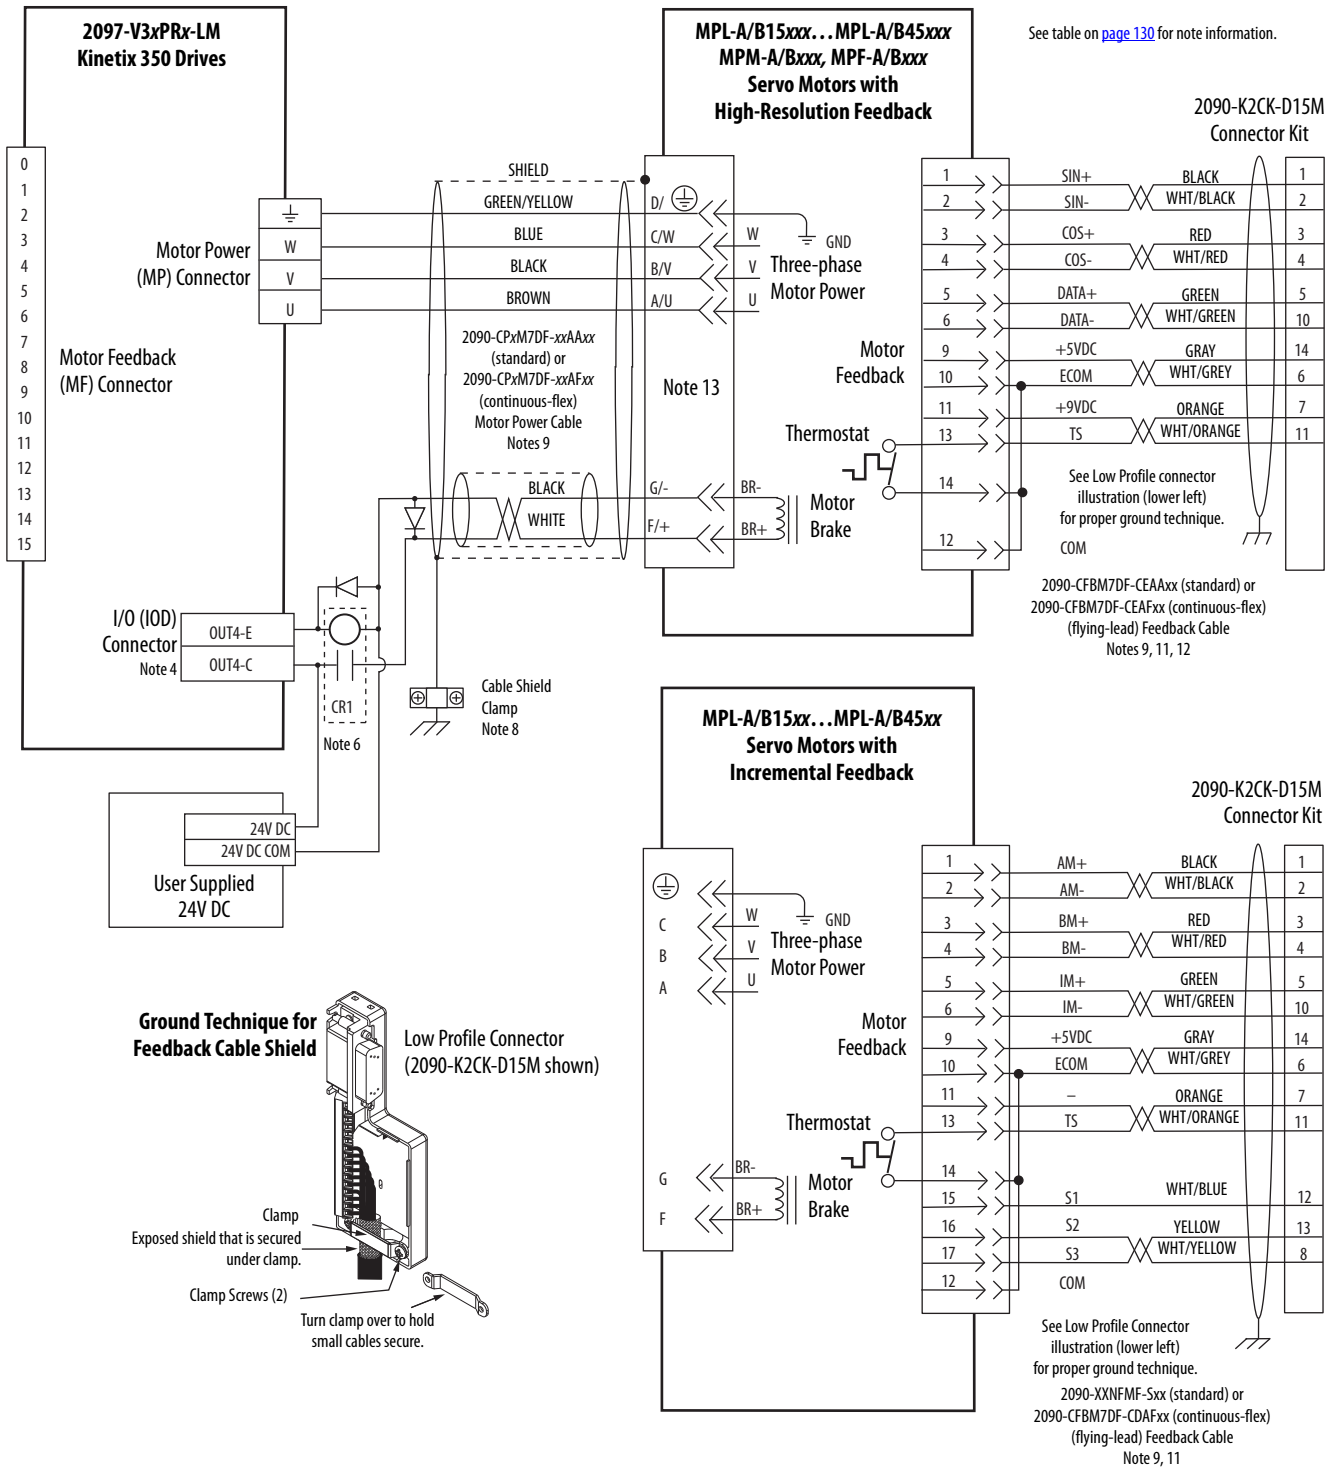 2097-V3xPRx-LM
Kinetix 350 Drives
MPL-A/B15xxx…MPL-A/B45xxx
MPM-A/Bxxx, MPF-A/Bxxx
Servo Motors with
High-Resolution Feedback
See table on page 130 for note information.
2090-K2CK-D15M
Connector Kit
0
1
2
3
4
5
6
7
8
9
10
11
12
13
14
15
Motor Feedback
(MF) Connector
Motor Power
(MP) Connector
W
V
U
SHIELD
GREEN/YELLOW
BLUE
BLACK
BROWN
D/
C/W
B/V
A/U
W
V
U
GND
Three-phase
Motor Power
2090-CPxM7DF-xxAAxx
(standard) or
2090-CPxM7DF-xxAFxx
(continuous-flex)
Motor Power Cable
Notes 9
Note 13
BLACK
WHITE
G/-
F/+
BR-
BR+
Motor
Brake
Motor
Feedback
Thermostat
1 SIN+ BLACK 1
2 SIN- WHT/BLACK 2
3 COS+ RED 3
4 COS- WHT/RED 4
5 DATA+ GREEN 5
6 DATA- WHT/GREEN 10
9 +5VDC GRAY 14
10 ECOM WHT/GREY 6
11 +9VDC ORANGE 7
13 TS WHT/ORANGE 11
14
12 COM
See Low Profile connector
illustration (lower left)
for proper ground technique.
2090-CFBM7DF-CEAAxx (standard) or
2090-CFBM7DF-CEAFxx (continuous-flex)
(flying-lead) Feedback Cable
Notes 9, 11, 12
I/O (IOD)
Connector
Note 4
OUT4-E
OUT4-C
CR1
Note 6
Cable Shield
Clamp
Note 8
24V DC
24V DC COM
User Supplied
24V DC
MPL-A/B15xx…MPL-A/B45xx
Servo Motors with
Incremental Feedback
2090-K2CK-D15M
Connector Kit
C
B
A
W
V
U
GND
Three-phase
Motor Power
G
F
BR-
BR+
Motor
Brake
Motor
Feedback
Thermostat
1 AM+ BLACK 1
2 AM- WHT/BLACK 2
3 BM+ RED 3
4 BM- WHT/RED 4
5 IM+ GREEN 5
6 IM- WHT/GREEN 10
9 +5VDC GRAY 14
10 ECOM WHT/GREY 6
11 – ORANGE 7
13 TS WHT/ORANGE 11
14
15 S1 WHT/BLUE 12
16 S2 YELLOW 13
17 S3 WHT/YELLOW 8
12 COM
See Low Profile Connector
illustration (lower left)
for proper ground technique.
2090-XXNFMF-Sxx (standard) or
2090-CFBM7DF-CDAFxx (continuous-flex)
(flying-lead) Feedback Cable
Note 9, 11
Ground Technique for
Feedback Cable Shield
Low Profile Connector
(2090-K2CK-D15M shown)
Clamp
Exposed shield that is secured
under clamp.
Clamp Screws (2)
Turn clamp over to hold
small cables secure.